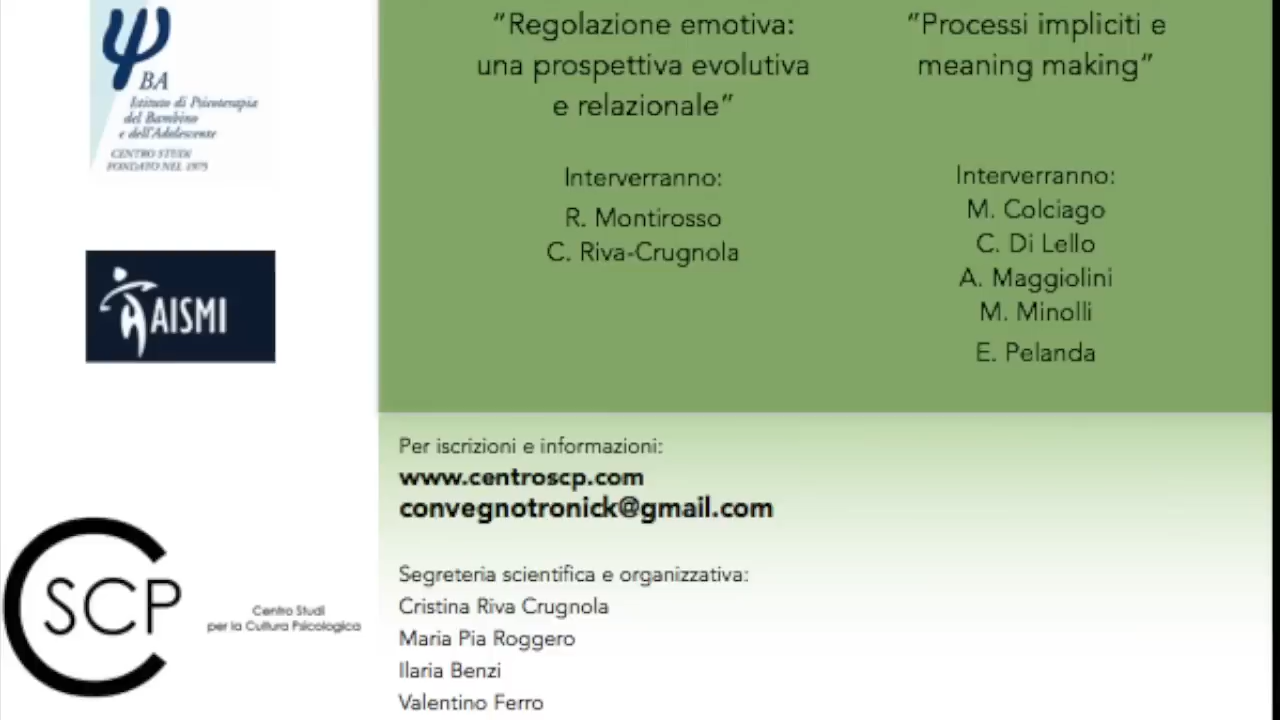 BA
Istituto di Psicoterapia
del Bambino
e dell'Adolescente
CENTRO STUDI
FONDATO NEL 1975
AISMI
CSCP
Centro Studi
per la Cultura Psicologica
"Regolazione emotiva:
una prospettiva evolutiva
e relazionale"
Interverranno:
R. Montirosso
C. Riva-Crugnola
"Processi impliciti e
meaning making"
Interverranno:
M. Colciago
C. Di Lello
A. Maggiolini
M. Minolli
E. Pelanda
Per iscrizioni e informazioni:
www.centroscp.com
convegnotronick@gmail.com
Segreteria scientifica e organizzativa:
Cristina Riva Crugnola
Maria Pia Roggero
Ilaria Benzi
Valentino Ferro